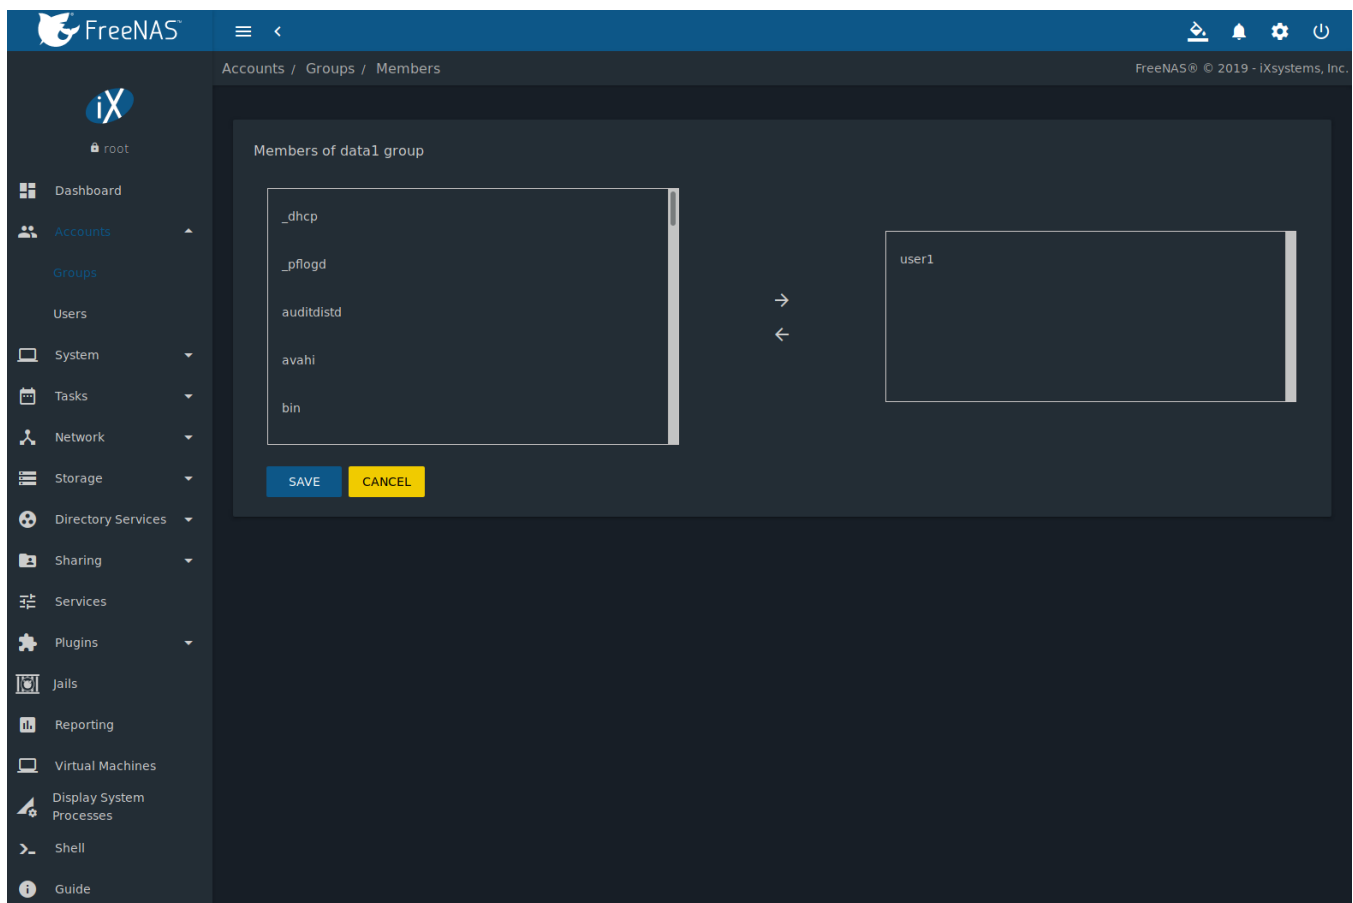 FreeNAS™
Accounts / Groups / Members
FreeNAS® © 2019 - iXsystems, Inc.
iX
root
Dashboard
Accounts
Groups
Users
System
Tasks
Network
Storage
Directory Services
Sharing
Services
Plugins
Jails
Reporting
Virtual Machines
Display System
Processes
Shell
Guide
Members of data1 group
_dhcp
_pflogd
auditdistd
avahi
bin
user1
SAVE
CANCEL